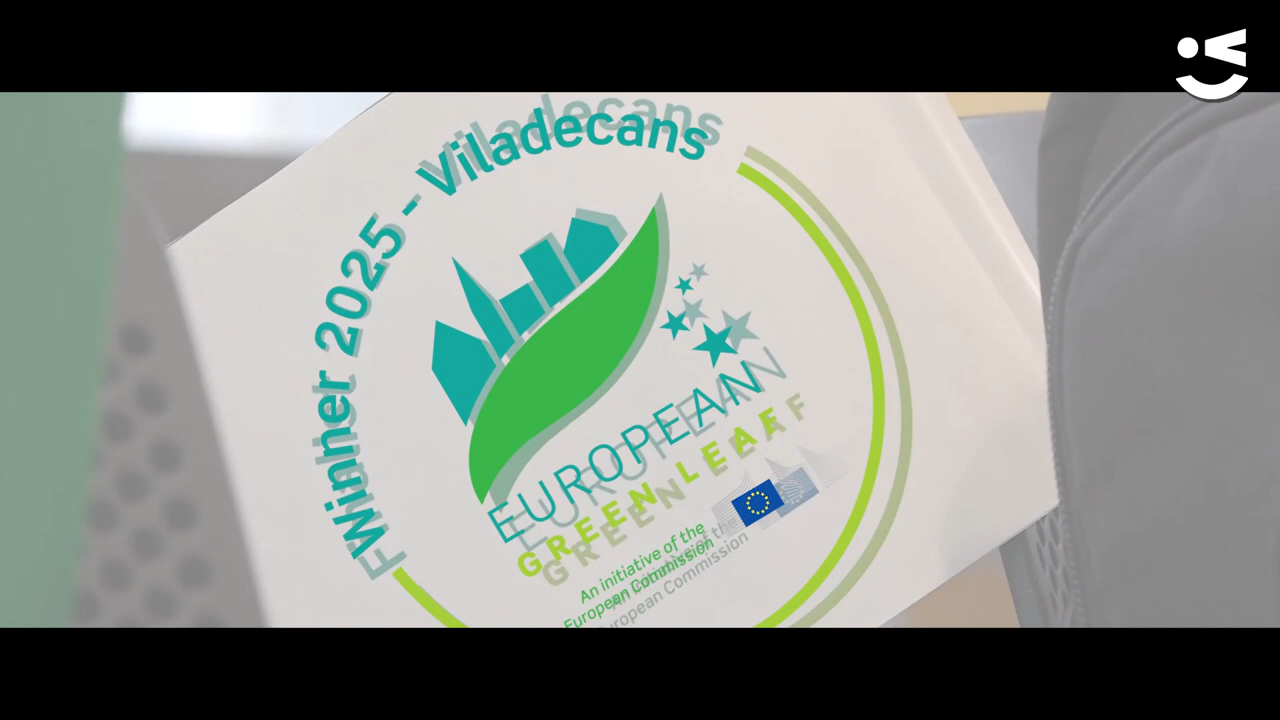 Winner 2025 - Viladecans
EUROPEAN
GREEN LEAF
An initiative of the
European Commission